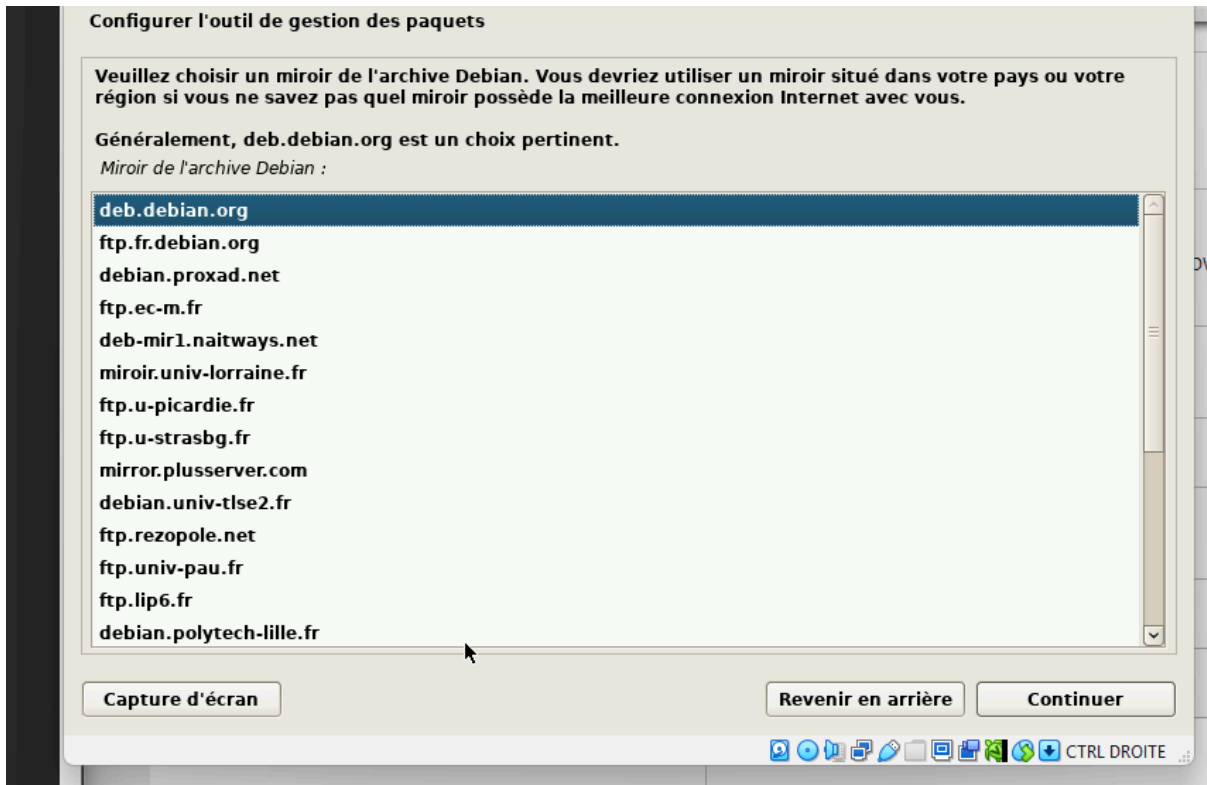 Configurer l'outil de gestion des paquets
Veuillez choisir un miroir de l'archive Debian. Vous devriez utiliser un miroir situé dans votre pays ou votre
région si vous ne savez pas quel miroir possède la meilleure connexion Internet avec vous.
Généralement, deb.debian.org est un choix pertinent.
Miroir de l'archive Debian :
deb.debian.org
ftp.fr.debian.org
debian.proxad.net
ftp.ec-m.fr
deb-mir1.naitways.net
miroir.univ-lorraine.fr
ftp.u-picardie.fr
ftp.u-strasbg.fr
mirror.plusserver.com
debian.univ-tlse2.fr
ftp.rezopole.net
ftp.univ-pau.fr
ftp.lip6.fr
debian.polytech-lille.fr
Capture d'écran
Revenir en arrière
Continuer
CTRL DROITE